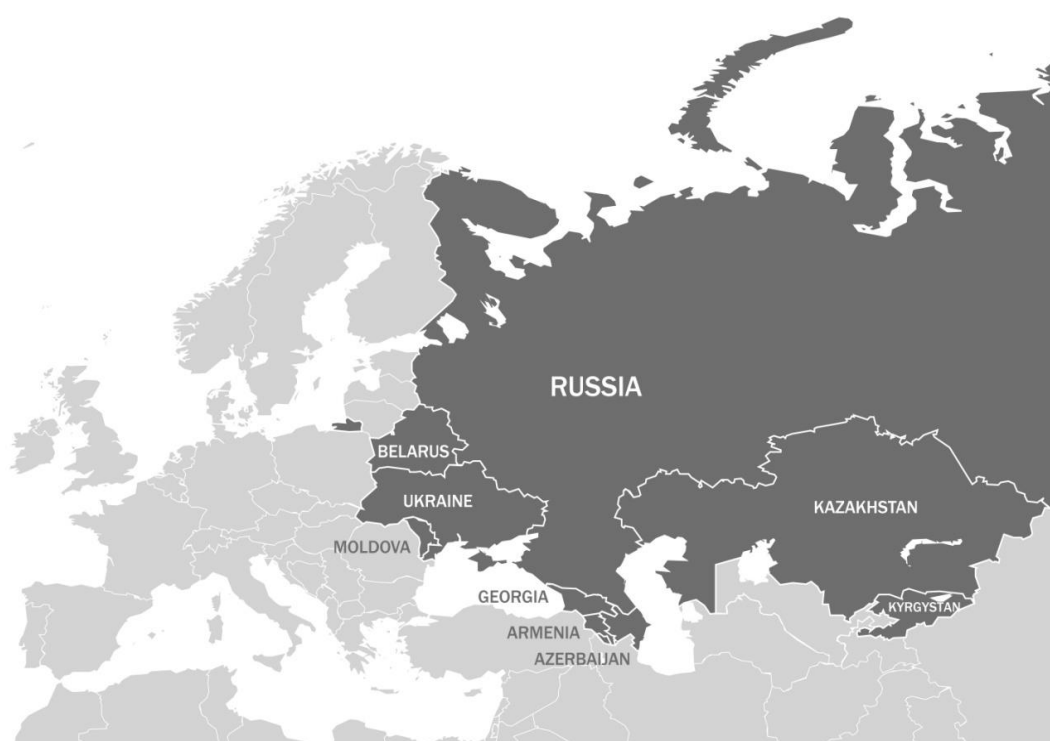 RUSSIA
BELARUS
UKRAINE
KAZAKHSTAN
MOLDOVA
GEORGIA
KYRGYSTAN
ARMENIA
AZERBAIJAN